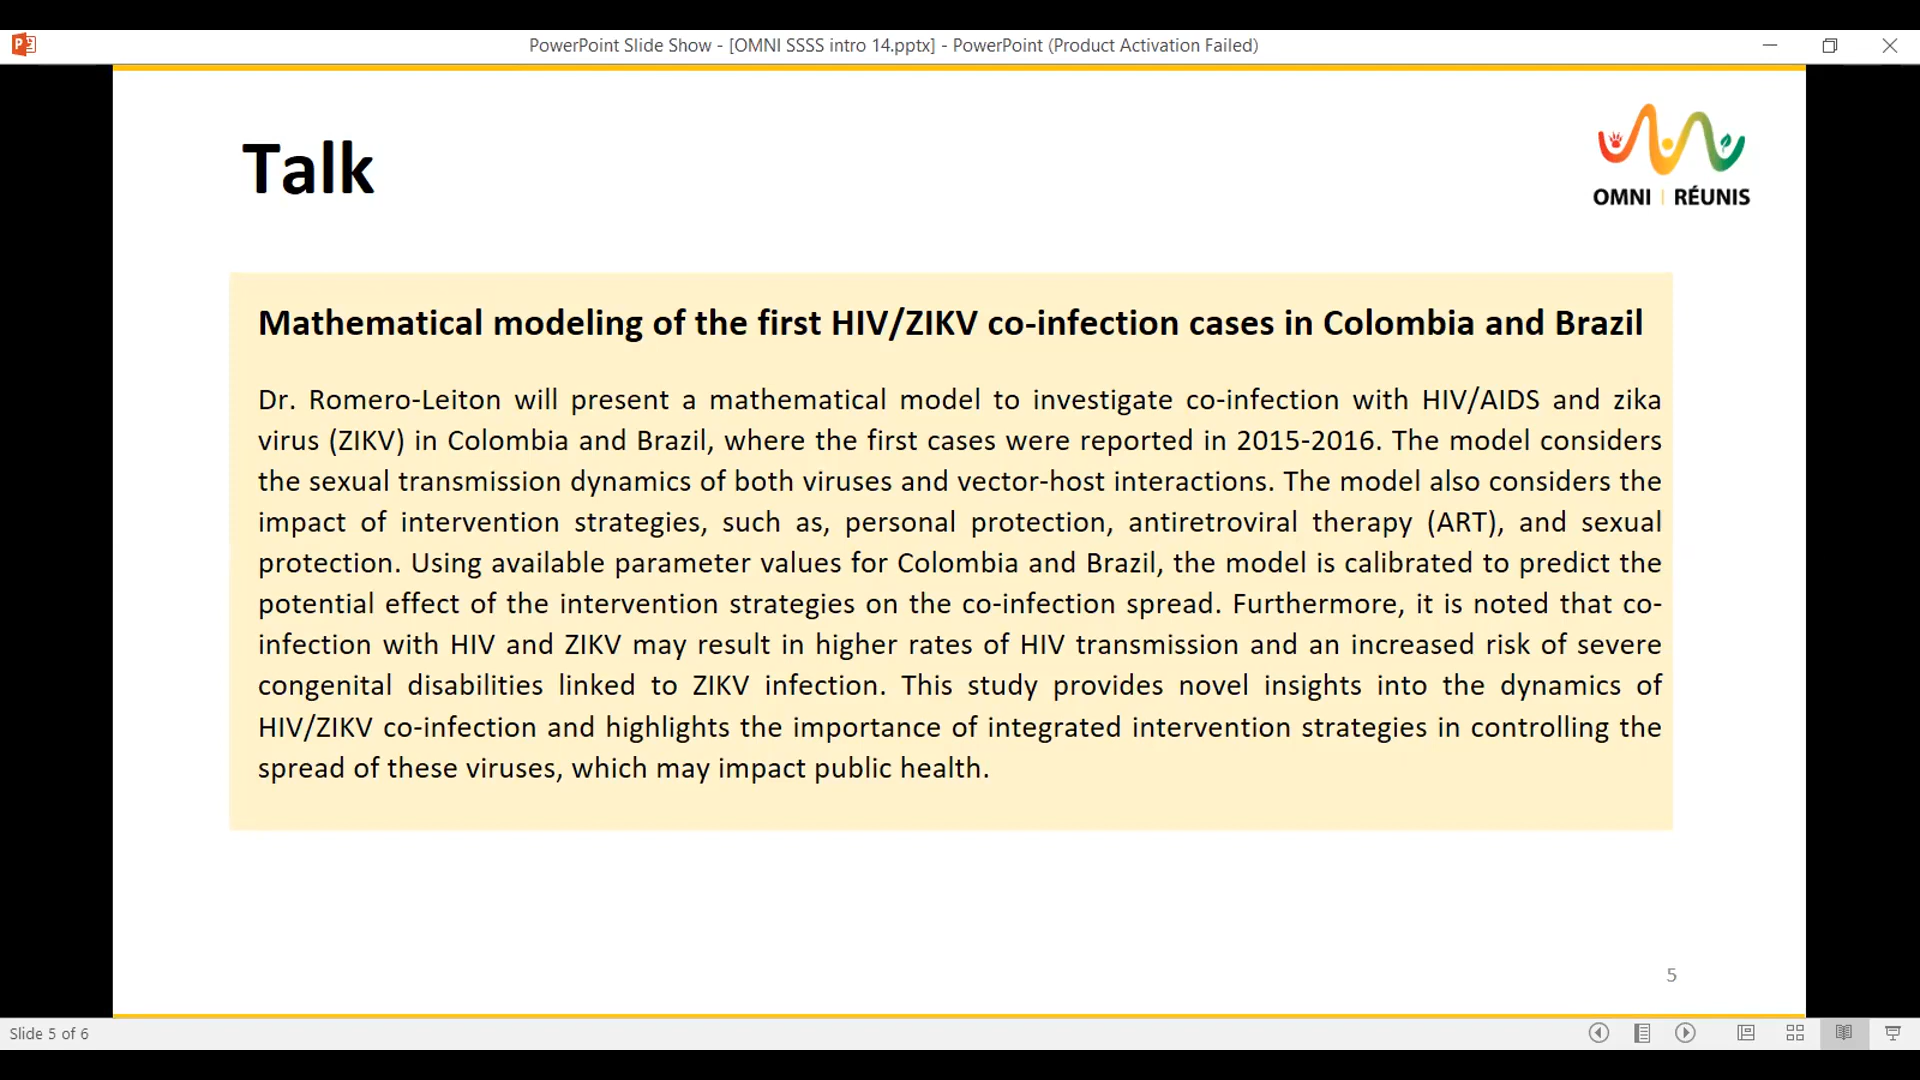 PowerPoint Slide Show - [OMNI SSSS intro 14.pptx] - PowerPoint (Product Activation Failed)
Talk
OMNI | RÉUNIS
Mathematical modeling of the first HIV/ZIKV co-infection cases in Colombia and Brazil
Dr. Romero-Leiton will present a mathematical model to investigate co-infection with HIV/AIDS and zika
virus (ZIKV) in Colombia and Brazil, where the first cases were reported in 2015-2016. The model considers
the sexual transmission dynamics of both viruses and vector-host interactions. The model also considers the
impact of intervention strategies, such as, personal protection, antiretroviral therapy (ART), and sexual
protection. Using available parameter values for Colombia and Brazil, the model is calibrated to predict the
potential effect of the intervention strategies on the co-infection spread. Furthermore, it is noted that co-
infection with HIV and ZIKV may result in higher rates of HIV transmission and an increased risk of severe
congenital disabilities linked to ZIKV infection. This study provides novel insights into the dynamics of
HIV/ZIKV co-infection and highlights the importance of integrated intervention strategies in controlling the
spread of these viruses, which may impact public health.
5
Slide 5 of 6